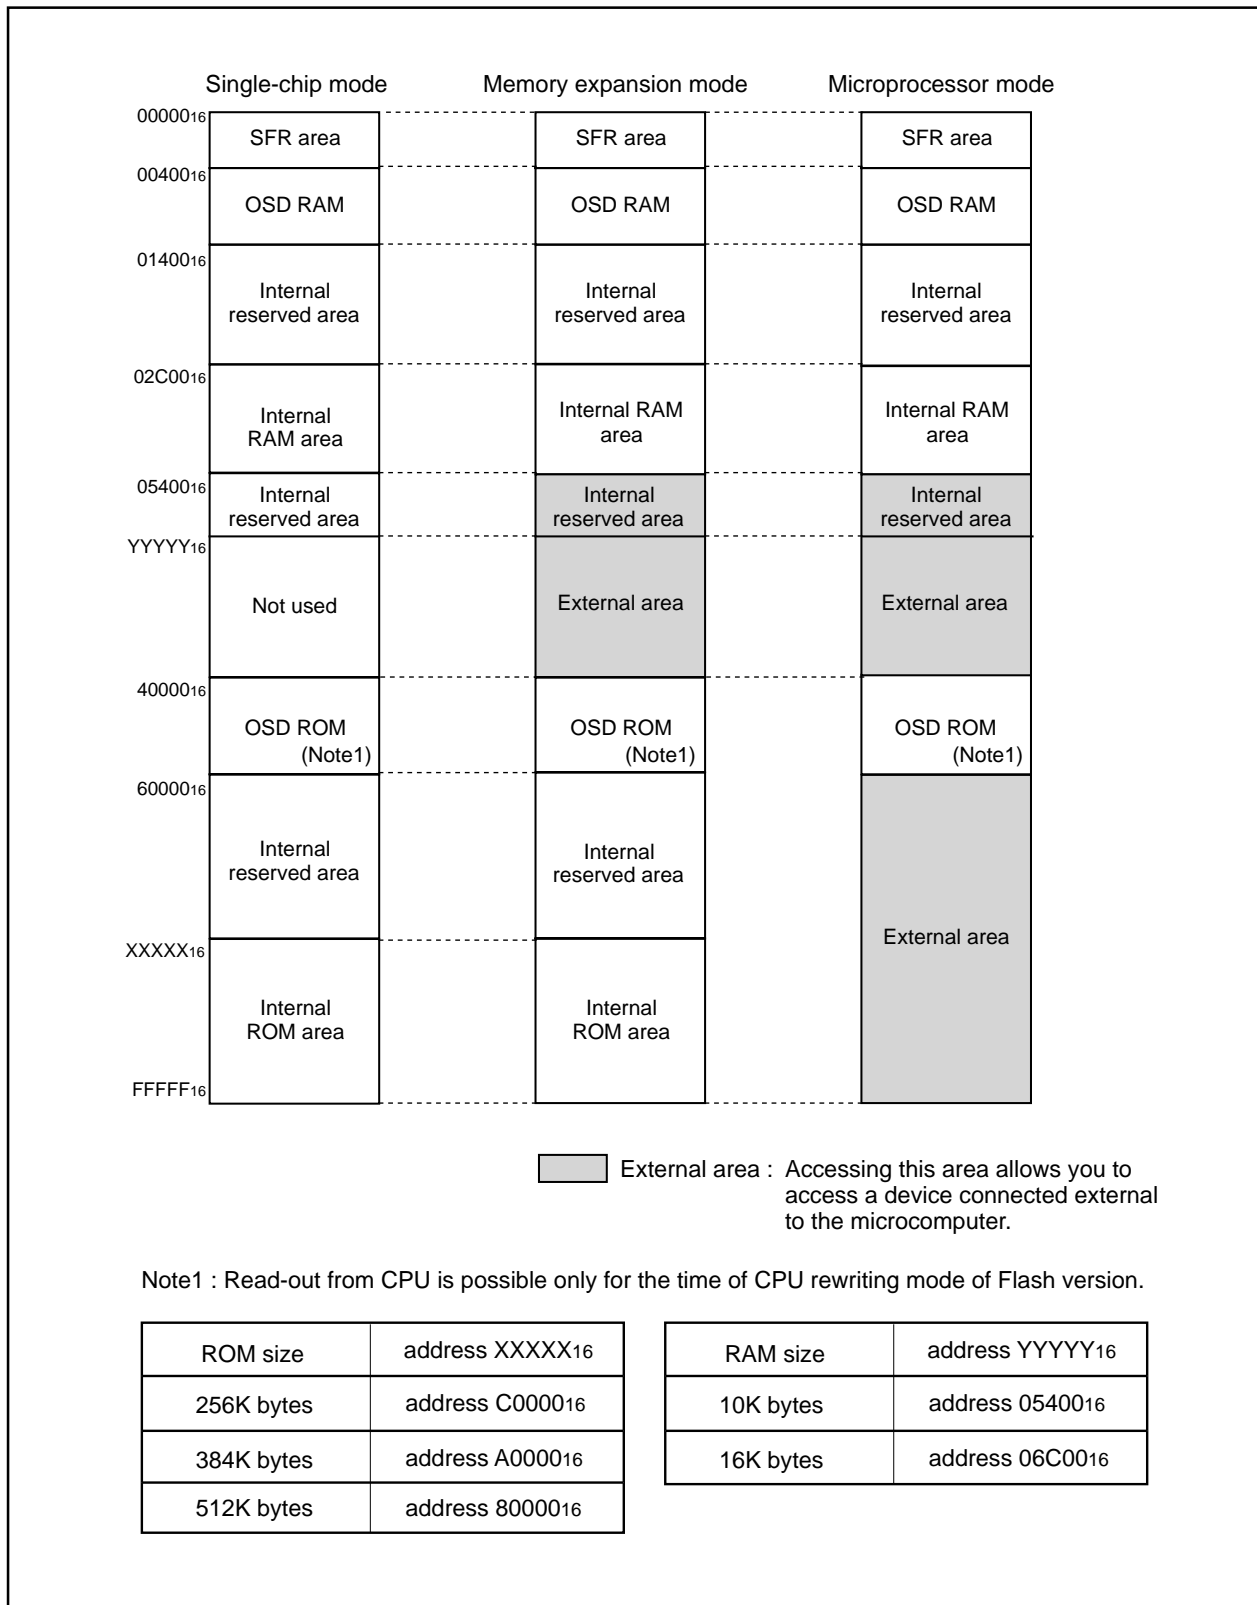 Single-chip mode
Memory expansion mode
Microprocessor mode
0000016
SFR area
SFR area
SFR area
0040016
OSD RAM
OSD RAM
OSD RAM
0140016
Internal
reserved area
Internal
reserved area
Internal
reserved area
02C0016
Internal
RAM area
Internal RAM
area
Internal RAM
area
0540016
Internal
reserved area
Internal
reserved area
Internal
reserved area
YYYYY16
Not used
External area
External area
4000016
OSD ROM
(Note1)
OSD ROM
(Note1)
OSD ROM
(Note1)
6000016
Internal
reserved area
Internal
reserved area
External area
XXXXX16
Internal
ROM area
Internal
ROM area
FFFFF16
External area : Accessing this area allows you to
access a device connected external
to the microcomputer.
Note1 : Read-out from CPU is possible only for the time of CPU rewriting mode of Flash version.
ROM size address XXXXX16
256K bytes address C000016
384K bytes address A000016
512K bytes address 8000016
RAM size address YYYYY16
10K bytes address 0540016
16K bytes address 06C0016